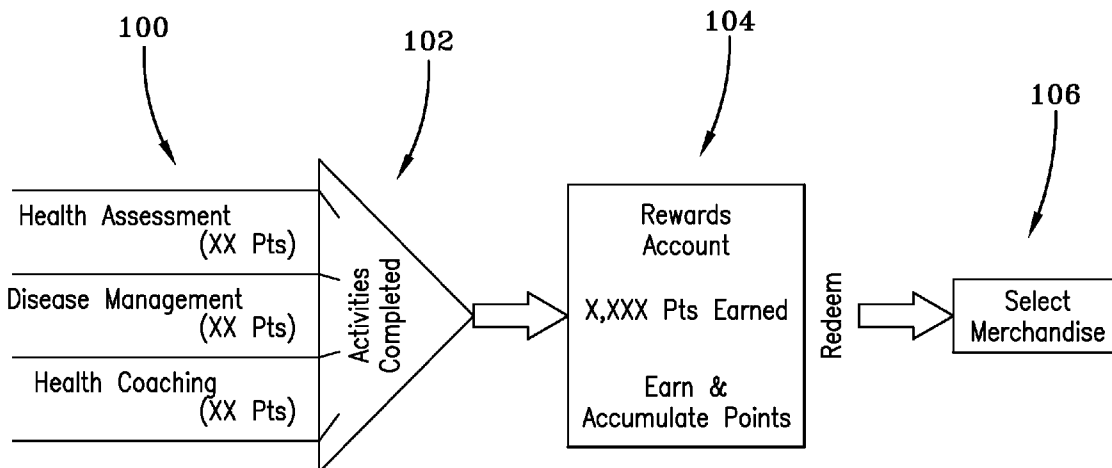 100
102
104
106
Health Assessment
(XX Pts)
Disease Management
(XX Pts)
Health Coaching
(XX Pts)
Activities
Completed
Rewards
Account
X,XXX Pts Earned
Earn &
Accumulate Points
Redeem
Select
Merchandise